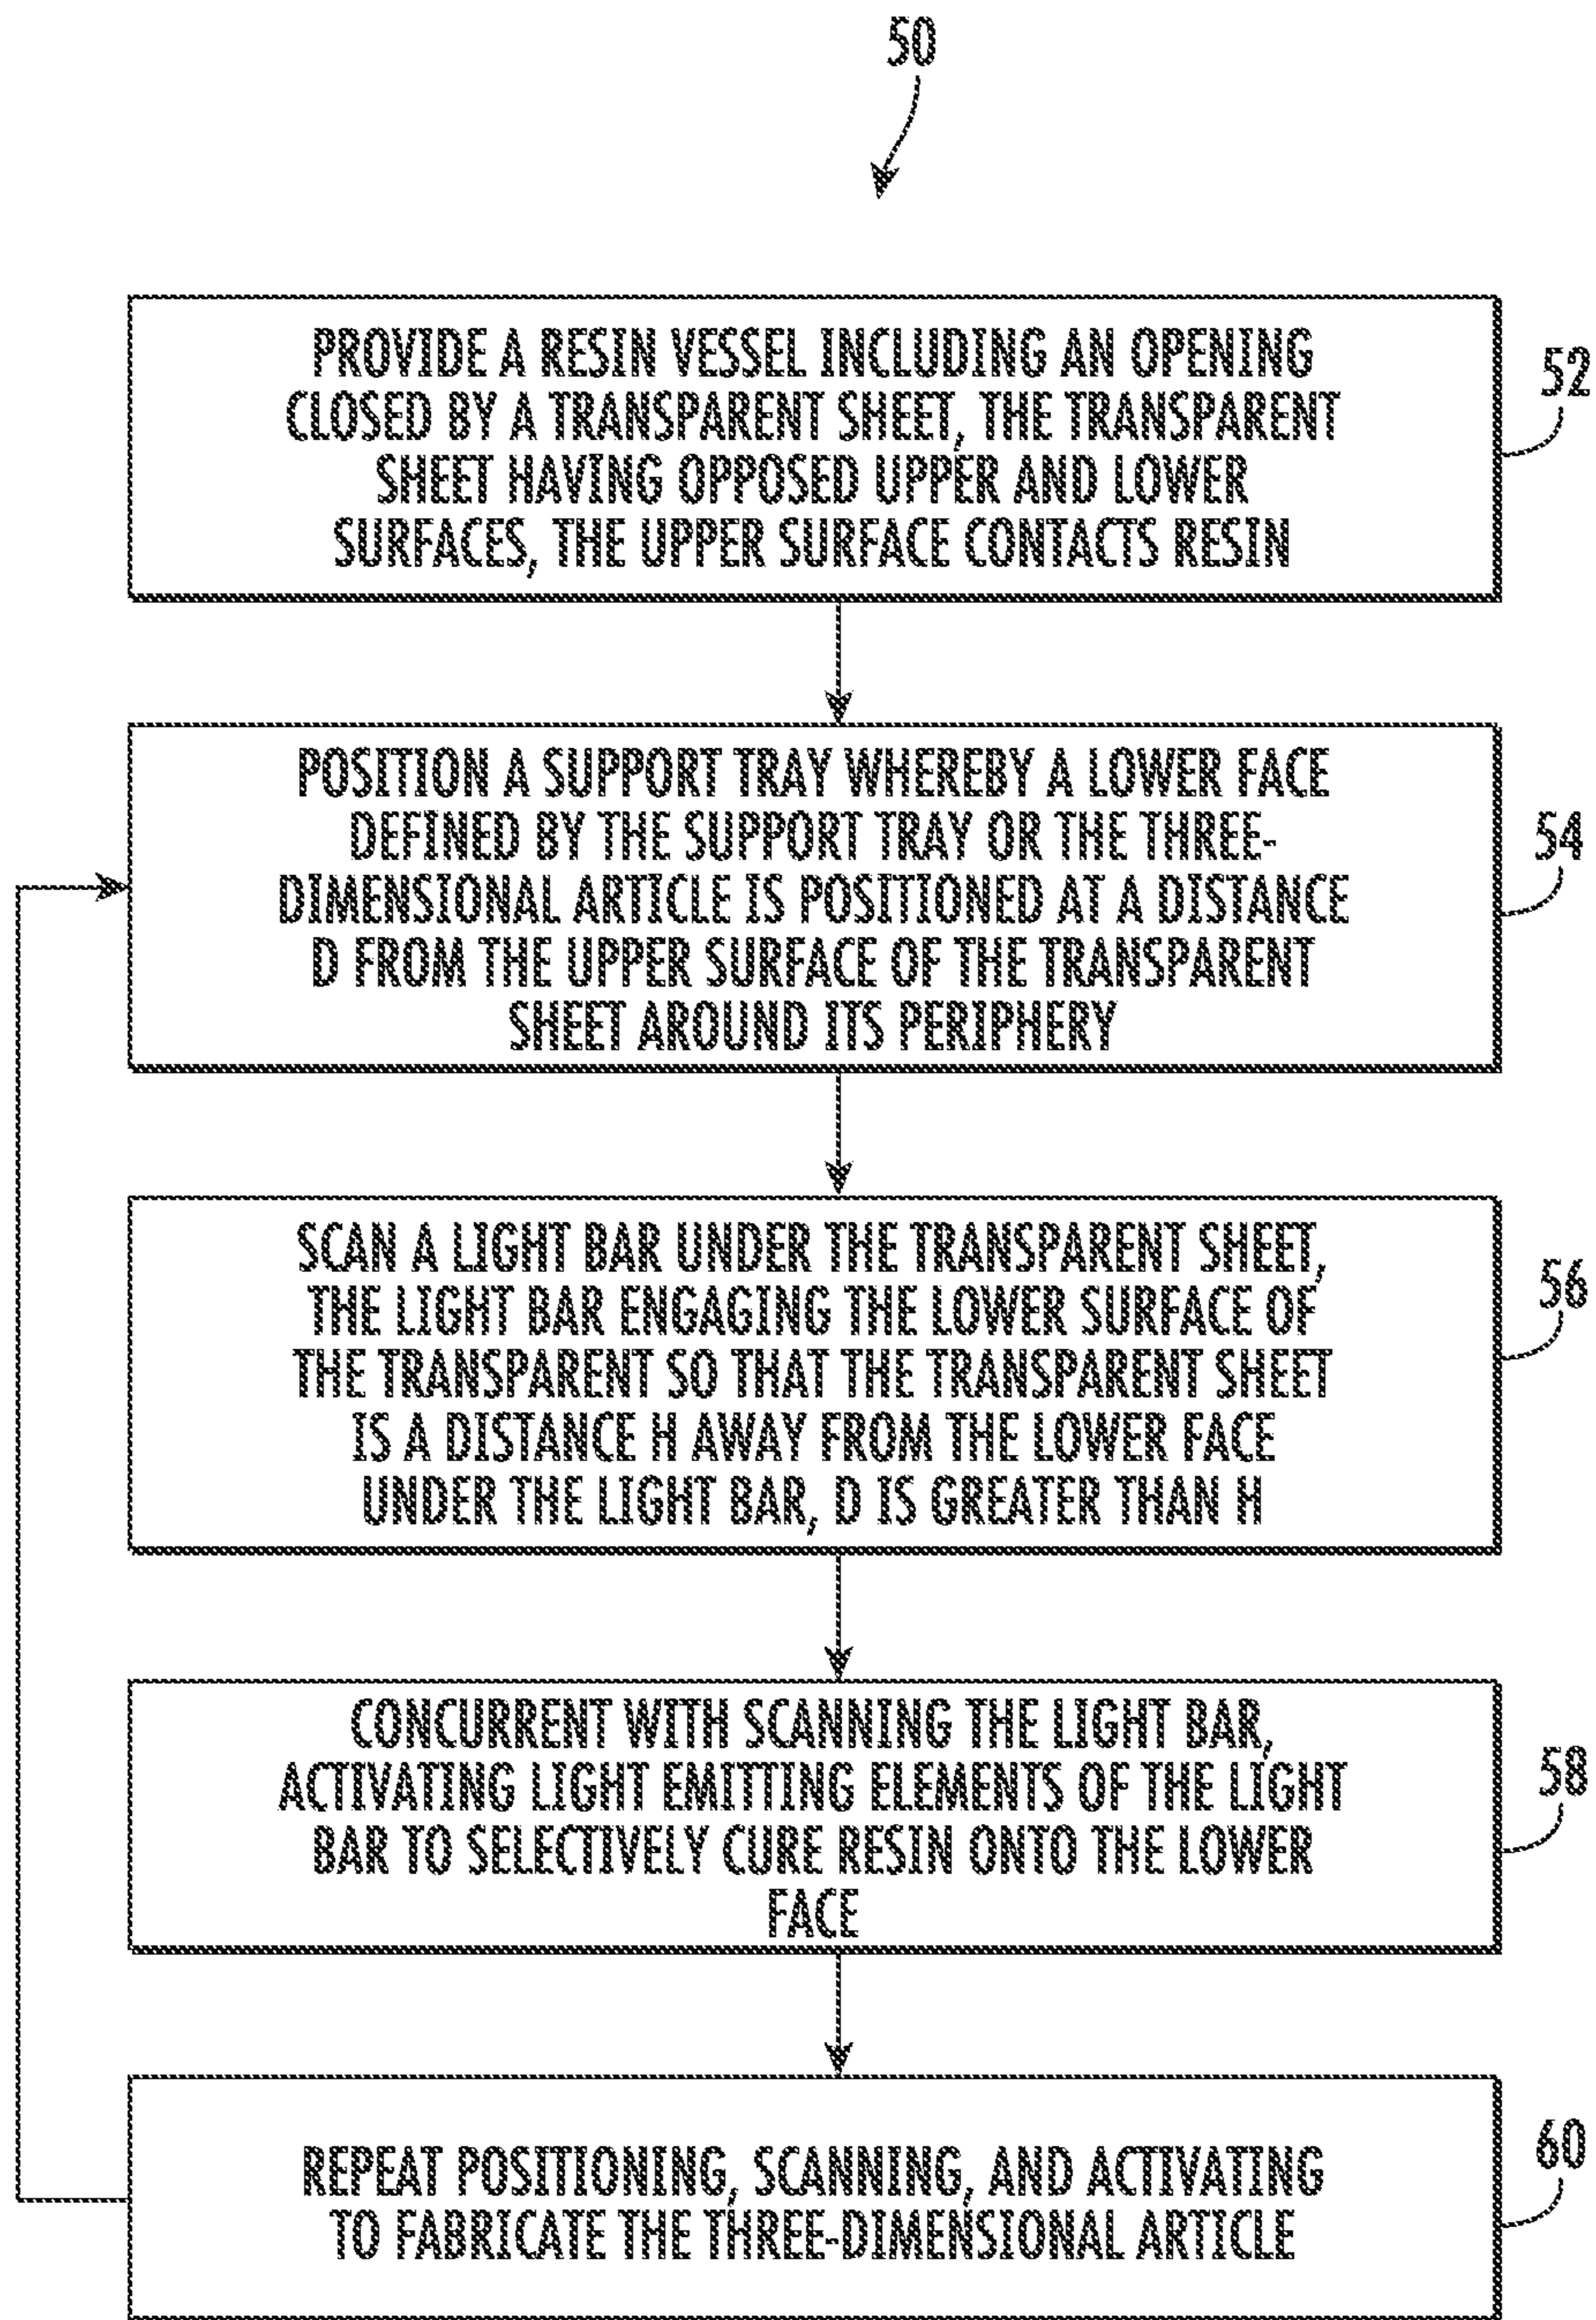 50
PROVIDE A RESIN VESSEL INCLUDING AN OPENING
CLOSED BY A TRANSPARENT SHEET, THE TRANSPARENT
SHEET HAVING OPPOSED UPPER AND LOWER
SURFACES, THE UPPER SURFACE CONTACTS RESIN
52
POSITION A SUPPORT TRAY WHEREBY A LOWER FACE
DEFINED BY THE SUPPORT TRAY OR THE THREE-
DIMENSIONAL ARTICLE IS POSITIONED AT A DISTANCE
D FROM THE UPPER SURFACE OF THE TRANSPARENT
SHEET AROUND ITS PERIPHERY
54
SCAN A LIGHT BAR UNDER THE TRANSPARENT SHEET,
THE LIGHT BAR ENGAGING THE LOWER SURFACE OF
THE TRANSPARENT SO THAT THE TRANSPARENT SHEET
IS A DISTANCE H AWAY FROM THE LOWER FACE
UNDER THE LIGHT BAR, D IS GREATER THAN H
56
CONCURRENT WITH SCANNING THE LIGHT BAR,
ACTIVATING LIGHT EMITTING ELEMENTS OF THE LIGHT
BAR TO SELECTIVELY CURE RESIN ONTO THE LOWER
FACE
58
REPEAT POSITIONING, SCANNING, AND ACTIVATING
TO FABRICATE THE THREE-DIMENSIONAL ARTICLE
60